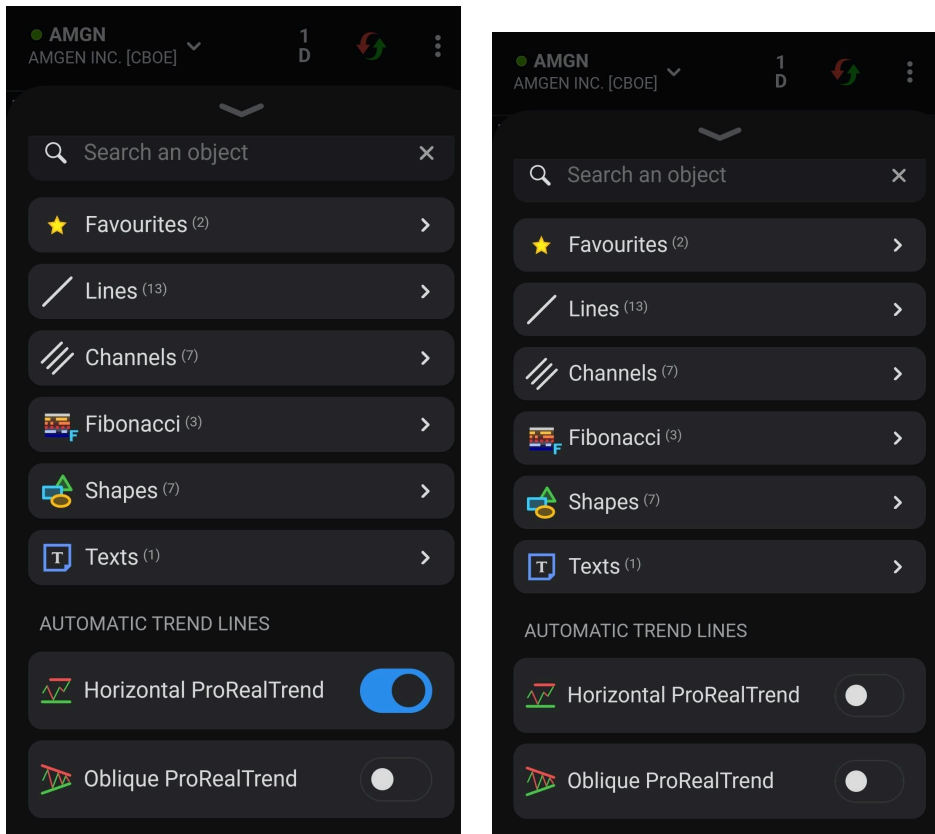 AMGN
AMGEN INC. [CBOE]
1
D
Search an object
Favourites (2)
Lines (13)
Channels (7)
F
Fibonacci (3)
Shapes (7)
T
Texts (1)
AUTOMATIC TREND LINES
Horizontal ProRealTrend
Oblique ProRealTrend
AMGN
AMGEN INC. [CBOE]
1
D
Search an object
Favourites (2)
Lines (13)
Channels (7)
F
Fibonacci (3)
Shapes (7)
T
Texts (1)
AUTOMATIC TREND LINES
Horizontal ProRealTrend
Oblique ProRealTrend